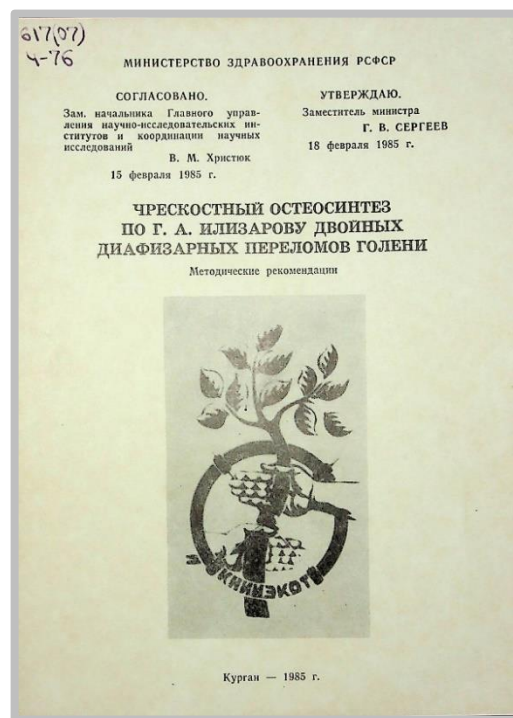 617(07)
Ч-76
МИНИСТЕРСТВО ЗДРАВООХРАНЕНИЯ РСФСР
СОГЛАСОВАНО.
Зам. начальника Главного управ-
ления научно-исследовательских ин-
ститутов и координации научных
исследований
В. М. Христюк
15 февраля 1985 г.
УТВЕРЖДАЮ.
Заместитель министра
Г. В. СЕРГЕЕВ
18 февраля 1985 г.
ЧРЕСКОСТНЫЙ ОСТЕОСИНТЕЗ
ПО Г. А. ИЛИЗАРОВУ ДВОЙНЫХ
ДИАФИЗАРНЫХ ПЕРЕЛОМОВ ГОЛЕНИ
Методические рекомендации
КНИИЭКОТ
Курган — 1985 г.